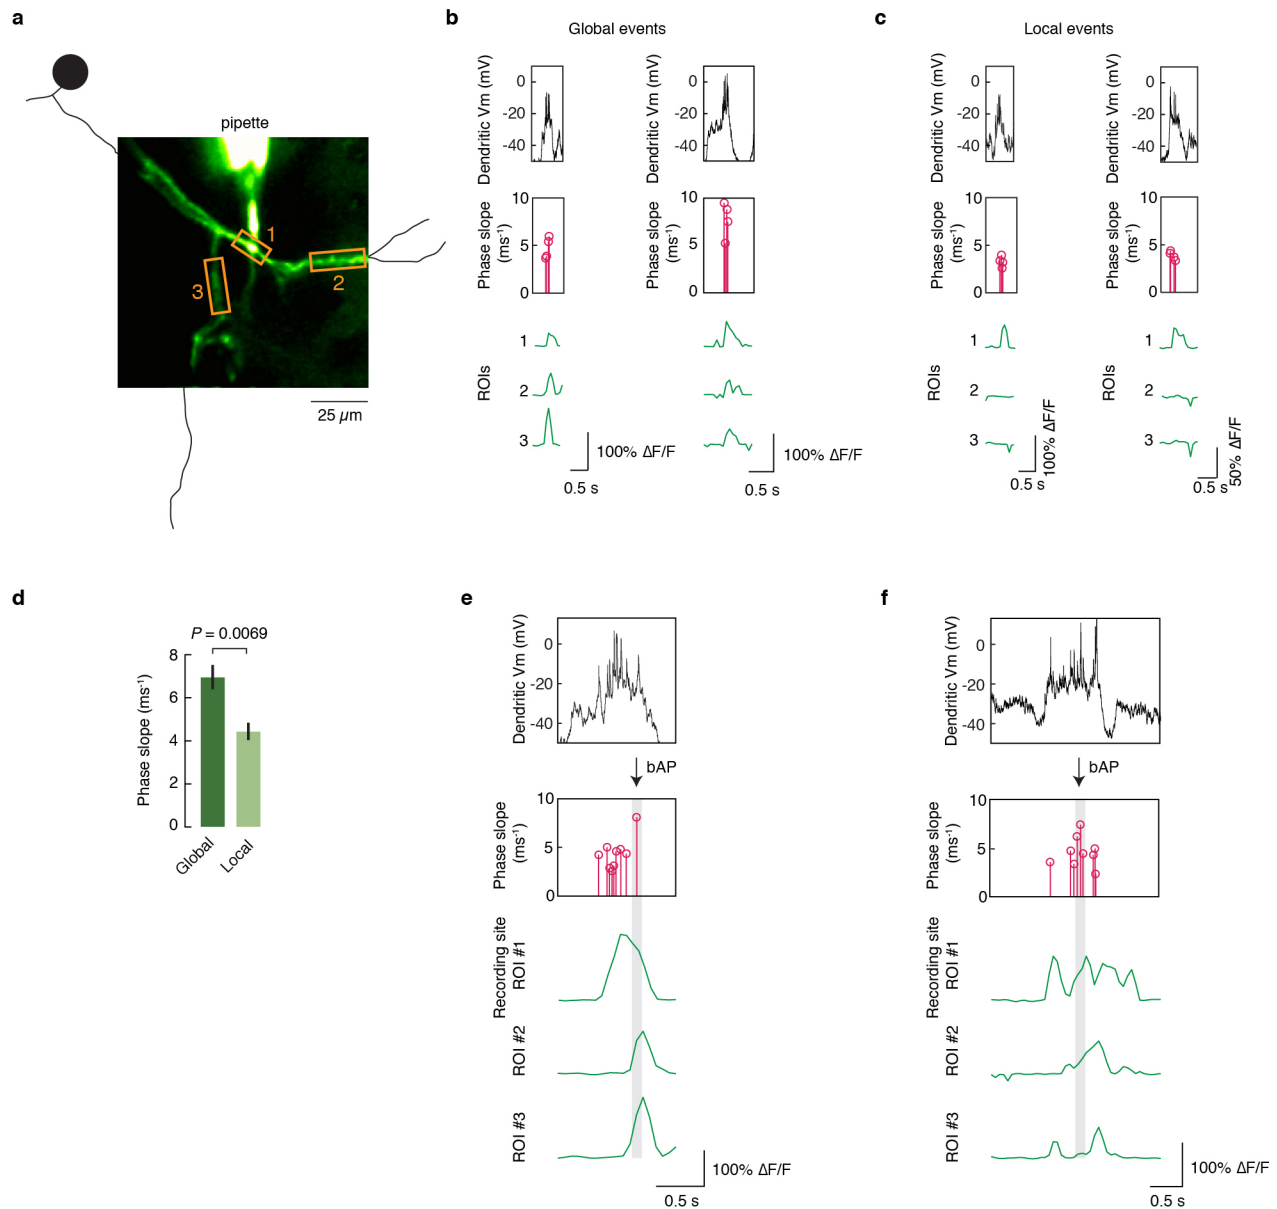 a
pipette
1
2
3
25 µm
b
Global events
Dendritic Vm (mV)
0
-20
-40
Dendritic Vm (mV)
0
-20
-40
Phase slope
(ms-1)
10
5
0
Phase slope
(ms-1)
10
5
0
ROIs
1
2
3
100% ΔF/F
0.5 s
100% ΔF/F
0.5 s
c
Local events
Dendritic Vm (mV)
0
-20
-40
Dendritic Vm (mV)
0
-20
-40
Phase slope
(ms-1)
10
5
0
Phase slope
(ms-1)
10
5
0
ROIs
1
2
3
100% ΔF/F
0.5 s
ROIs
1
2
3
50% ΔF/F
0.5 s
d
P = 0.0069
Phase slope (ms-1)
8
6
4
2
0
Global
Local
e
Dendritic Vm (mV)
0
-20
-40
bAP
Phase slope
(ms-1)
10
5
0
Recording site
ROI #1
ROI #2
ROI #3
100% ΔF/F
0.5 s
f
Dendritic Vm (mV)
0
-20
-40
bAP
Phase slope
(ms-1)
10
5
0
Recording site
ROI #1
ROI #2
ROI #3
100% ΔF/F
0.5 s